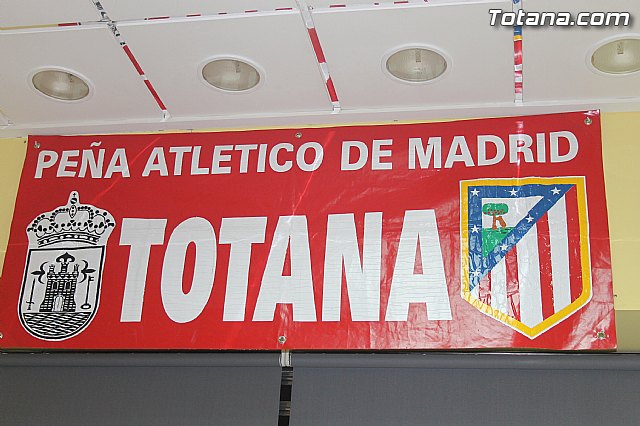 Totana.com
PEÑA ATLETICO DE MADRID
TOTANA